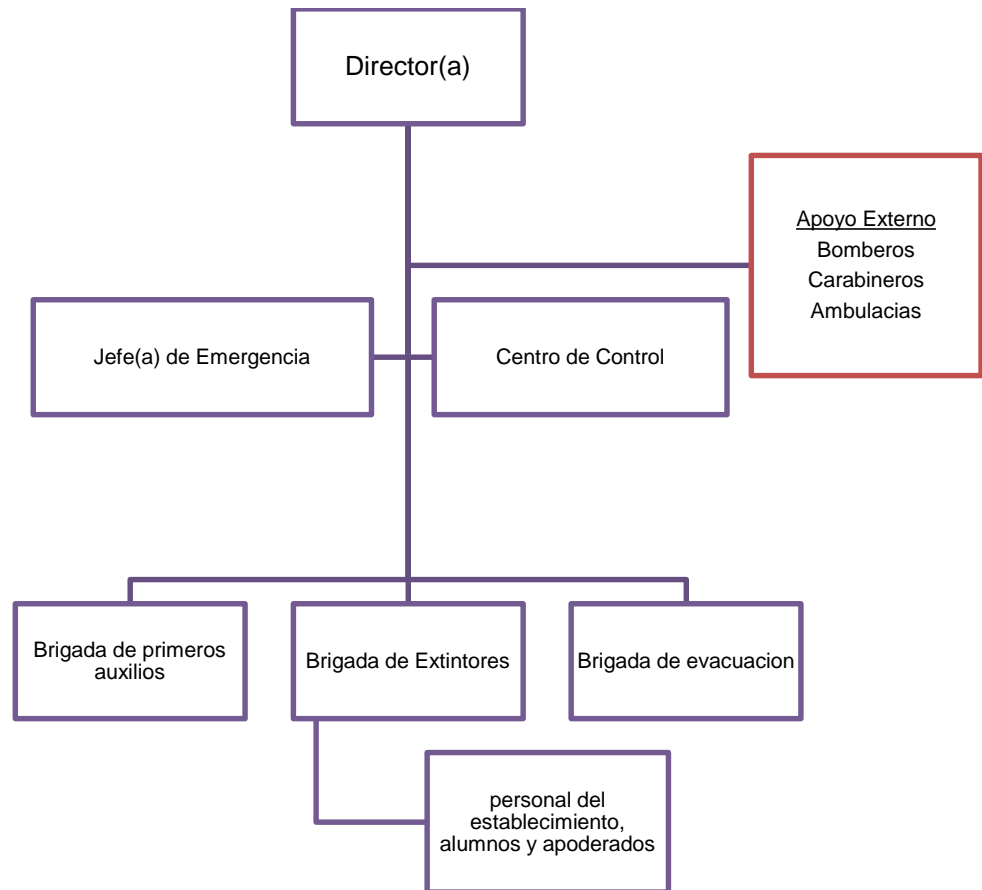 Director(a)
Apoyo Externo
Bomberos
Carabineros
Ambulacias
Jefe(a) de Emergencia
Centro de Control
Brigada de primeros
auxilios
Brigada de Extintores
Brigada de evacuacion
personal del
establecimiento,
alumnos y apoderados